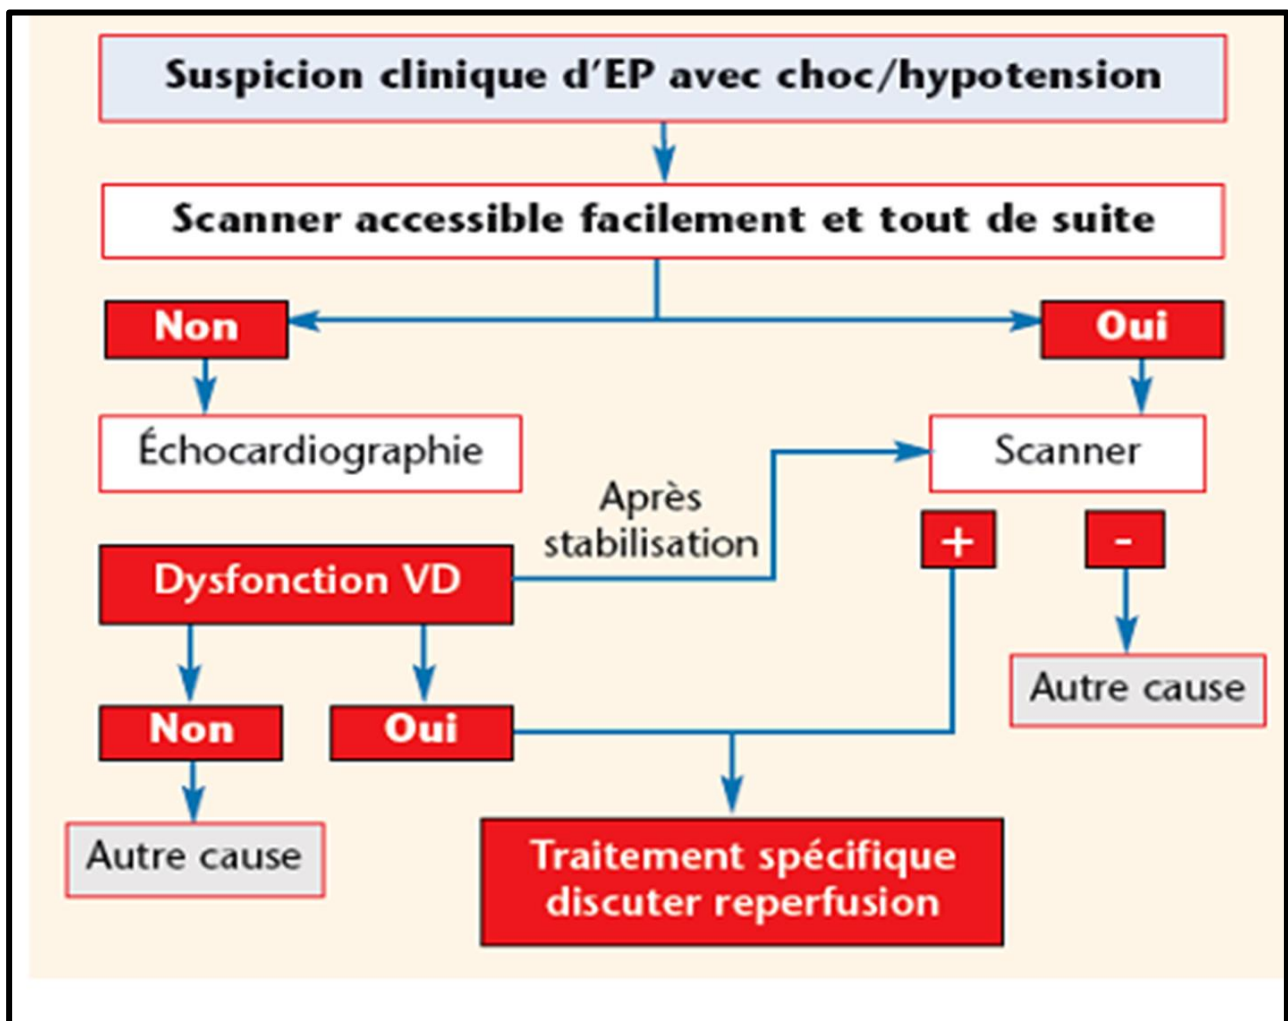 Suspicion clinique d'EP avec choc/hypotension
Scanner accessible facilement et tout de suite
Non
Oui
Échocardiographie
Scanner
Après
stabilisation
+
-
Dysfonction VD
Autre cause
Non
Oui
Autre cause
Traitement spécifique
discuter reperfusion